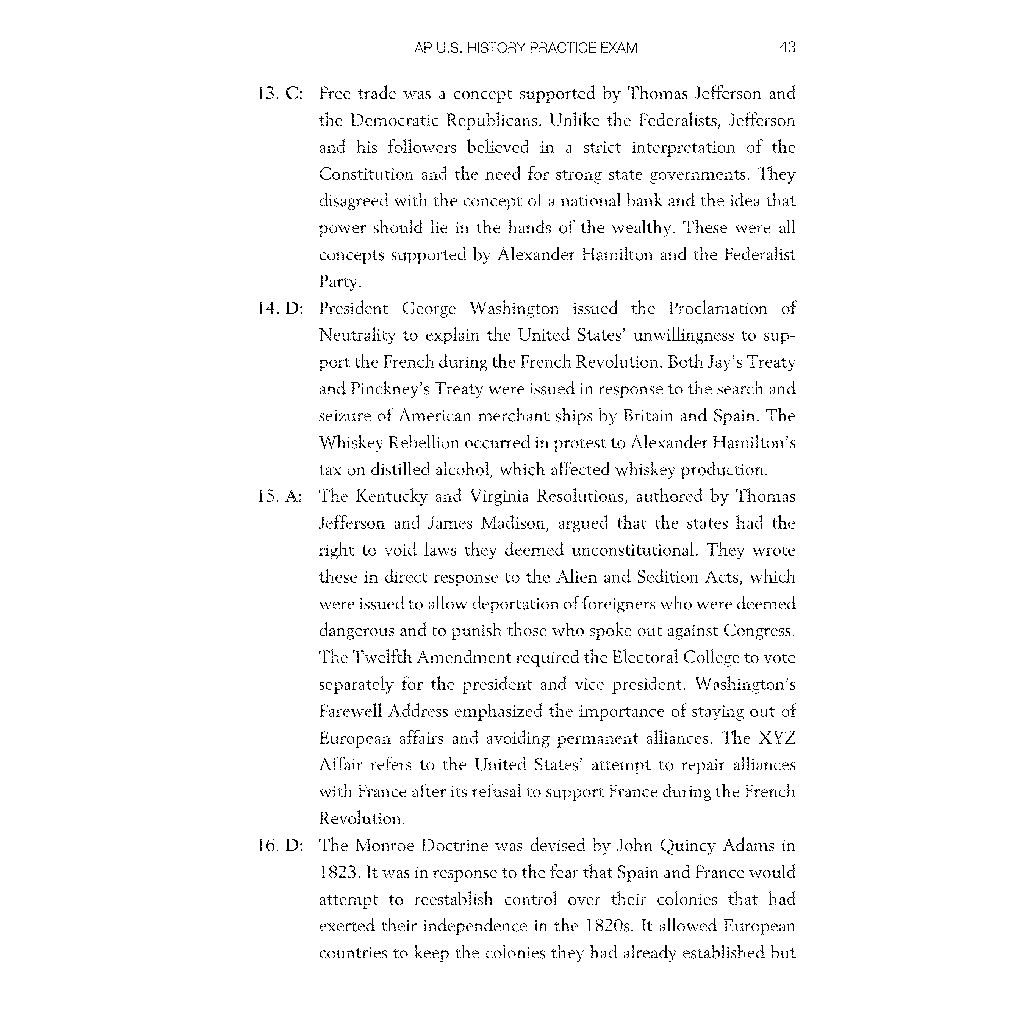 AP U.S. HISTORY PRACTICE EXAM 43
13. C: Free trade was a concept supported by Thomas Jefferson and
the Democratic Republicans. Unlike the Federalists, Jefferson
and his followers believed in a strict interpretation of the
Constitution and the need for strong state governments. They
disagreed with the concept of a national bank and the idea that
power should lie in the hands of the wealthy. These were all
concepts supported by Alexander Hamilton and the Federalist
Party.
14. D: President George Washington issued the Proclamation of
Neutrality to explain the United States’ unwillingness to sup-
port the French during the French Revolution. Both Jay’s Treaty
and Pinckney’s Treaty were issued in response to the search and
seizure of American merchant ships by Britain and Spain. The
Whiskey Rebellion occurred in protest to Alexander Hamilton’s
tax on distilled alcohol, which affected whiskey production.
15. A: The Kentucky and Virginia Resolutions, authored by Thomas
Jefferson and James Madison, argued that the states had the
right to void laws they deemed unconstitutional. They wrote
these in direct response to the Alien and Sedition Acts, which
were issued to allow deportation of foreigners who were deemed
dangerous and to punish those who spoke out against Congress.
The Twelfth Amendment required the Electoral College to vote
separately for the president and vice president. Washington’s
Farewell Address emphasized the importance of staying out of
European affairs and avoiding permanent alliances. The XYZ
Affair refers to the United States’ attempt to repair alliances
with France after its refusal to support France during the French
Revolution.
16. D: The Monroe Doctrine was devised by John Quincy Adams in
1823. It was in response to the fear that Spain and France would
attempt to reestablish control over their colonies that had
exerted their independence in the 1820s. It allowed European
countries to keep the colonies they had already established but